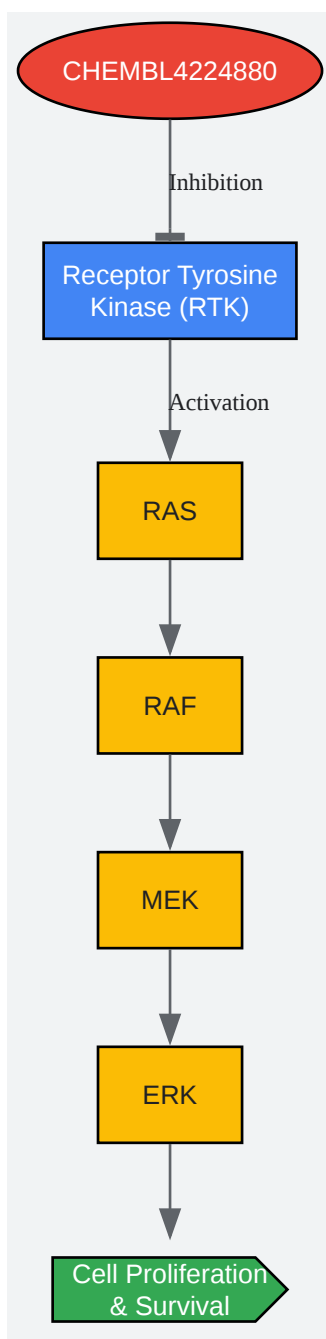 CHEMBL4224880
Inhibition
Receptor Tyrosine
Kinase (RTK)
Activation
RAS
RAF
MEK
ERK
Cell Proliferation
& Survival